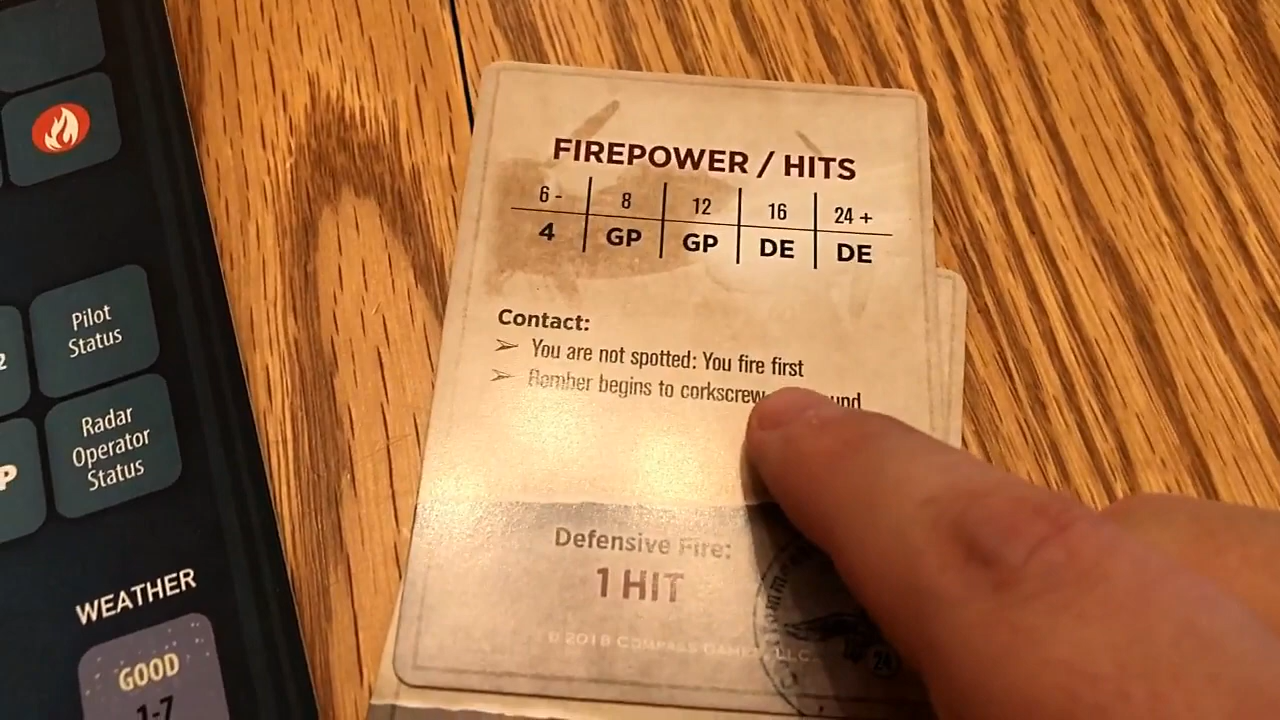 FIREPOWER / HITS
6 - 8 12 16 24 +
4 GP GP DE DE
Contact:
➢ You are not spotted: You fire first
➢ Bomber begins to corkscrew
Defensive Fire:
1 HIT
© 2018 COMPASS GAMES, LLC
24
Pilot
Status
Radar
Operator
Status
2
P
WEATHER
GOOD
1-7